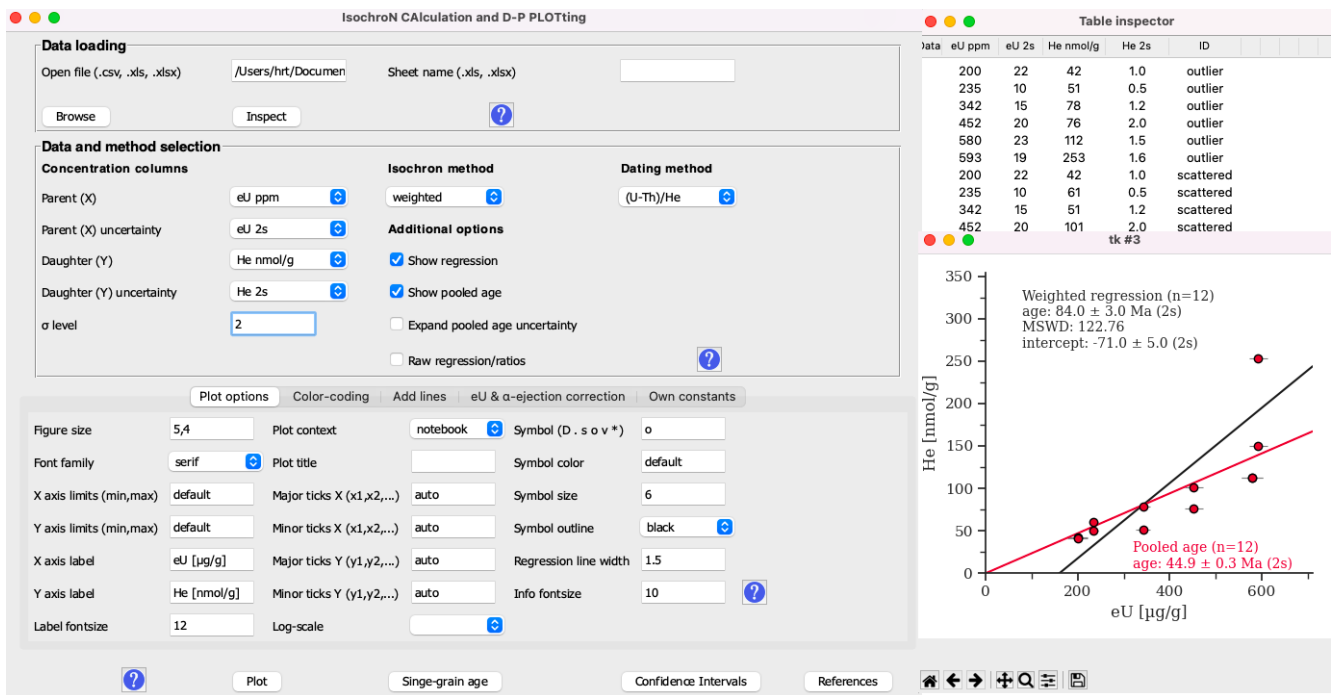 IsochroN CAlculation and D-P PLOTting
Data loading
Open file (.csv, .xls, .xlsx) /Users/hrt/Documen Sheet name (.xls, .xlsx)
Browse Inspect ?
Data and method selection
Concentration columns Isochron method Dating method
Parent (X) eU ppm weighted (U-Th)/He
Parent (X) uncertainty eU 2s Additional options
Daughter (Y) He nmol/g Show regression
Daughter (Y) uncertainty He 2s Show pooled age
σ level 2 Expand pooled age uncertainty
Raw regression/ratios ?
Plot options Color-coding Add lines eU & α-ejection correction Own constants
Figure size 5,4 Plot context notebook Symbol (D . s o v *) o
Font family serif Plot title Symbol color default
X axis limits (min,max) default Major ticks X (x1,x2,...) auto Symbol size 6
Y axis limits (min,max) default Minor ticks X (x1,x2,...) auto Symbol outline black
X axis label eU [μg/g] Major ticks Y (y1,y2,...) auto Regression line width 1.5
Y axis label He [nmol/g] Minor ticks Y (y1,y2,...) auto Info fontsize 10 ?
Label fontsize 12 Log-scale
? Plot Singe-grain age Confidence Intervals References
Table inspector
Data eU ppm eU 2s He nmol/g He 2s ID
200 22 42 1.0 outlier
235 10 51 0.5 outlier
342 15 78 1.2 outlier
452 20 76 2.0 outlier
580 23 112 1.5 outlier
593 19 253 1.6 outlier
200 22 42 1.0 scattered
235 10 61 0.5 scattered
342 15 51 1.2 scattered
452 20 101 2.0 scattered
tk #3
350
300
250
200
150
100
50
0
He [nmol/g]
Weighted regression (n=12)
age: 84.0 ± 3.0 Ma (2s)
MSWD: 122.76
intercept: -71.0 ± 5.0 (2s)
Pooled age (n=12)
age: 44.9 ± 0.3 Ma (2s)
0 200 400 600
eU [μg/g]